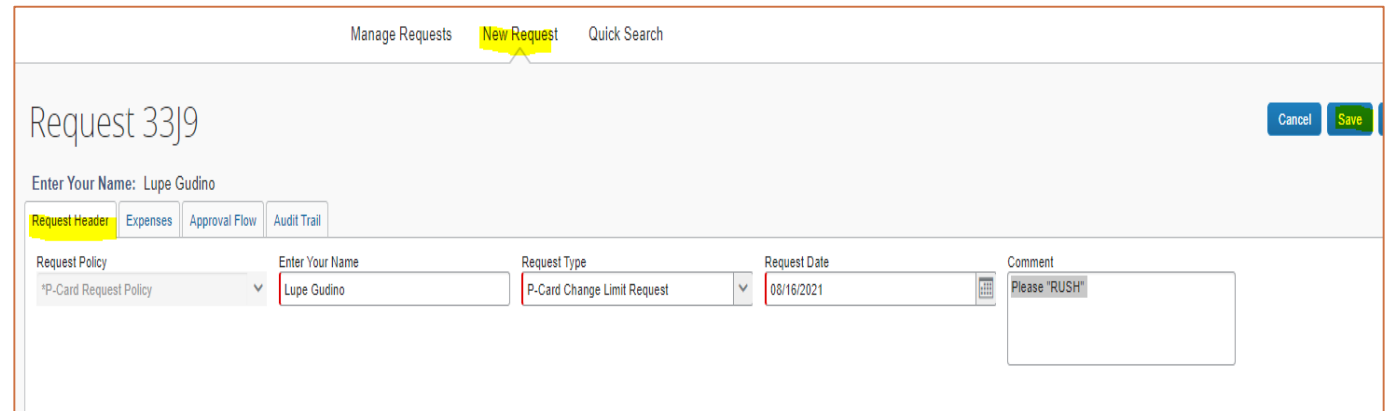 Manage Requests New Request Quick Search
Request 33J9
Cancel Save
Enter Your Name: Lupe Gudino
Request Header Expenses Approval Flow Audit Trail
Request Policy Enter Your Name Request Type Request Date Comment
*P-Card Request Policy Lupe Gudino P-Card Change Limit Request 08/16/2021 Please "RUSH"